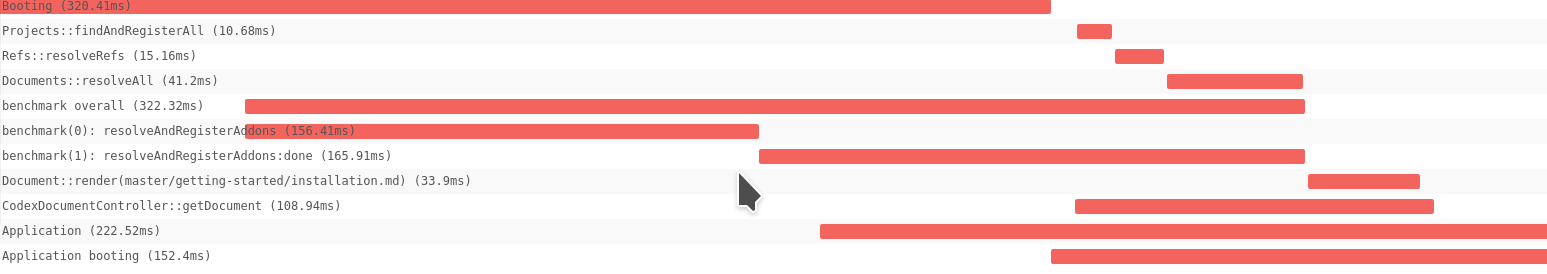 Booting (320.41ms)
Projects::findAndRegisterAll (10.68ms)
Refs::resolveRefs (15.16ms)
Documents::resolveAll (41.2ms)
benchmark overall (322.32ms)
benchmark(0): resolveAndRegisterAddons (156.41ms)
benchmark(1): resolveAndRegisterAddons:done (165.91ms)
Document::render(master/getting-started/installation.md) (33.9ms)
CodexDocumentController::getDocument (108.94ms)
Application (222.52ms)
Application booting (152.4ms)